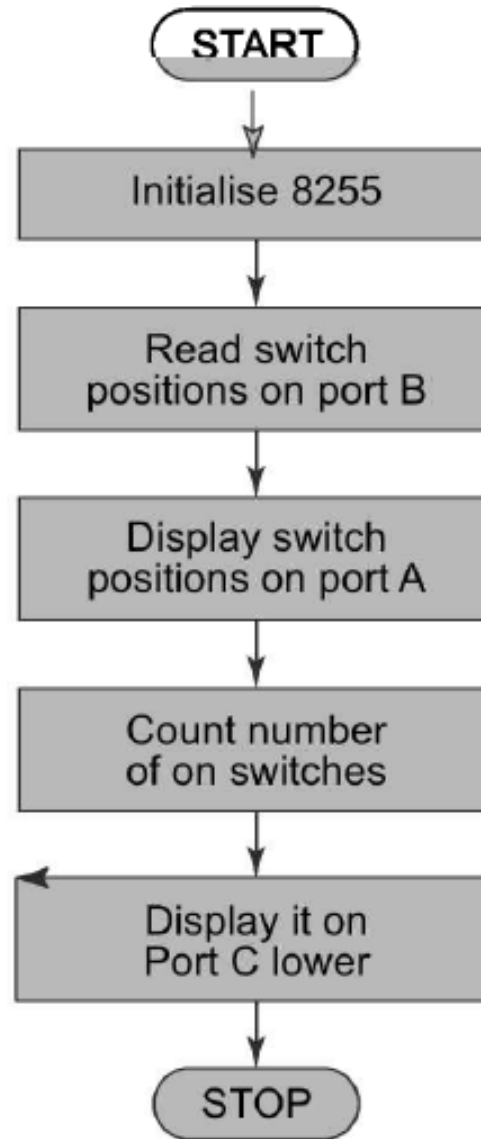 START
Initialise 8255
Read switch
positions on port B
Display switch
positions on port A
Count number
of on switches
Display it on
Port C lower
STOP